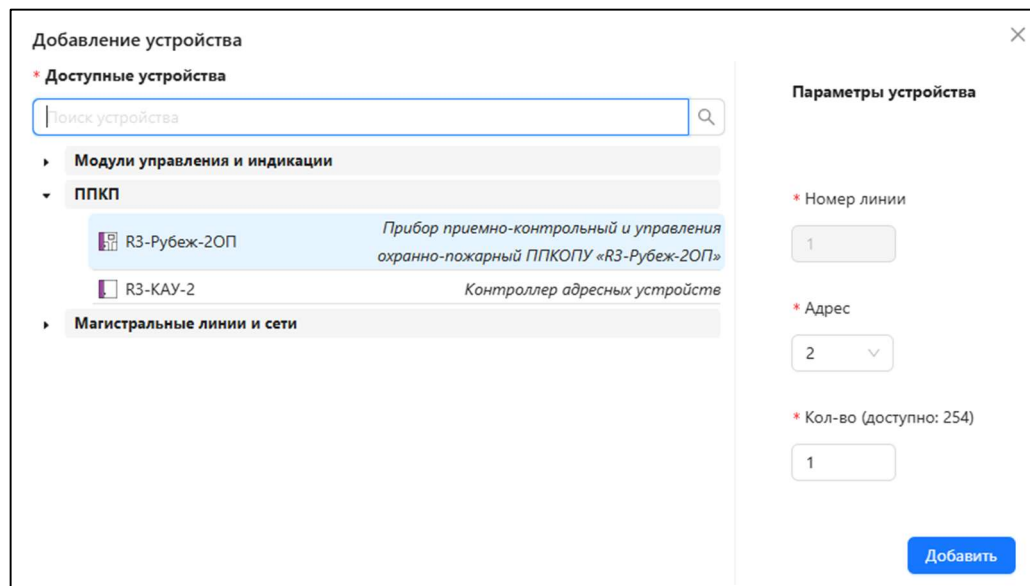 Добавление устройства
* Доступные устройства
Поиск устройства
Модули управления и индикации
ППКП
R3-Рубеж-2ОП
Прибор приемно-контрольный и управления
охранно-пожарный ППКОПУ «R3-Рубеж-2ОП»
R3-КАУ-2
Контроллер адресных устройств
Магистральные линии и сети
Параметры устройства
* Номер линии
1
* Адрес
2
* Кол-во (доступно: 254)
1
Добавить